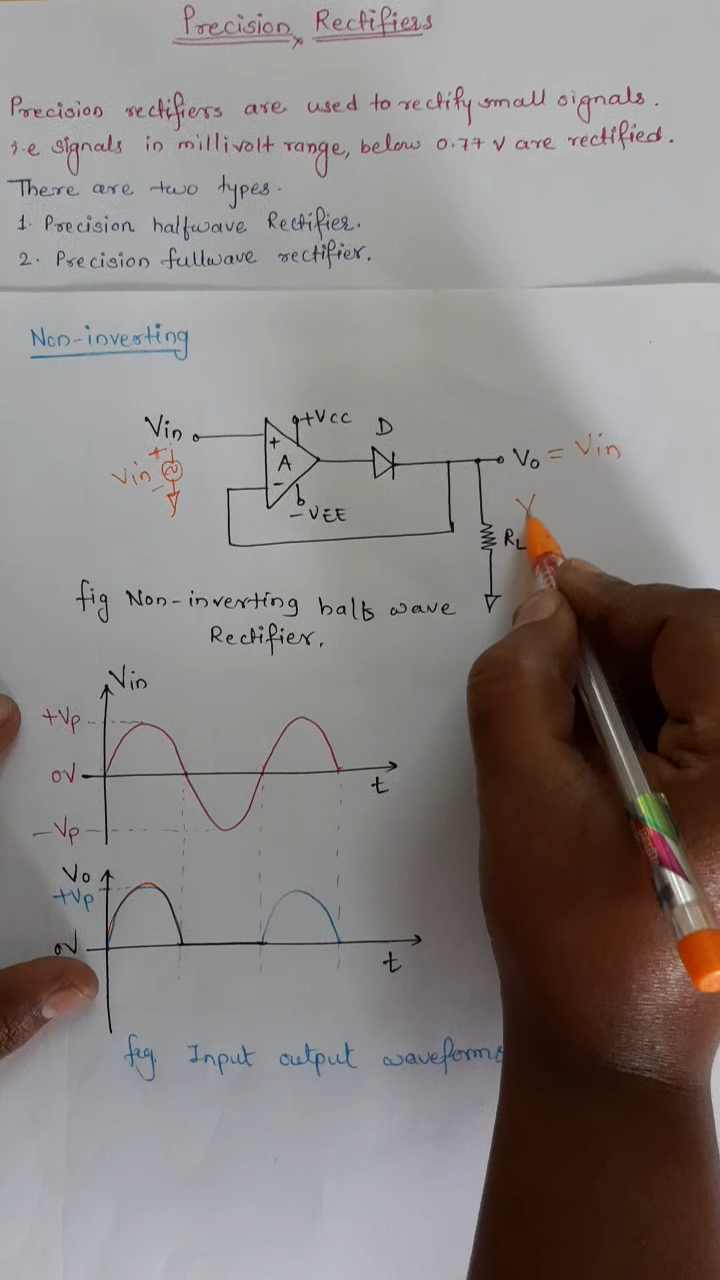 Precision Rectifiers
Precision rectifiers are used to rectify small signals.
i.e signals in millivolt range, below 0.77 V are rectified.
There are two types.
1. Precision halfwave Rectifier.
2. Precision fullwave rectifier.
Non-inverting
+VCC
D
Vin
+
A
-
Vo = Vin
+
Vin
-
-VEE
V
RL
fig Non-inverting half wave
Rectifier.
Vin
+Vp
0V
t
-Vp
Vo
+Vp
0V
t
fig. Input output waveforms